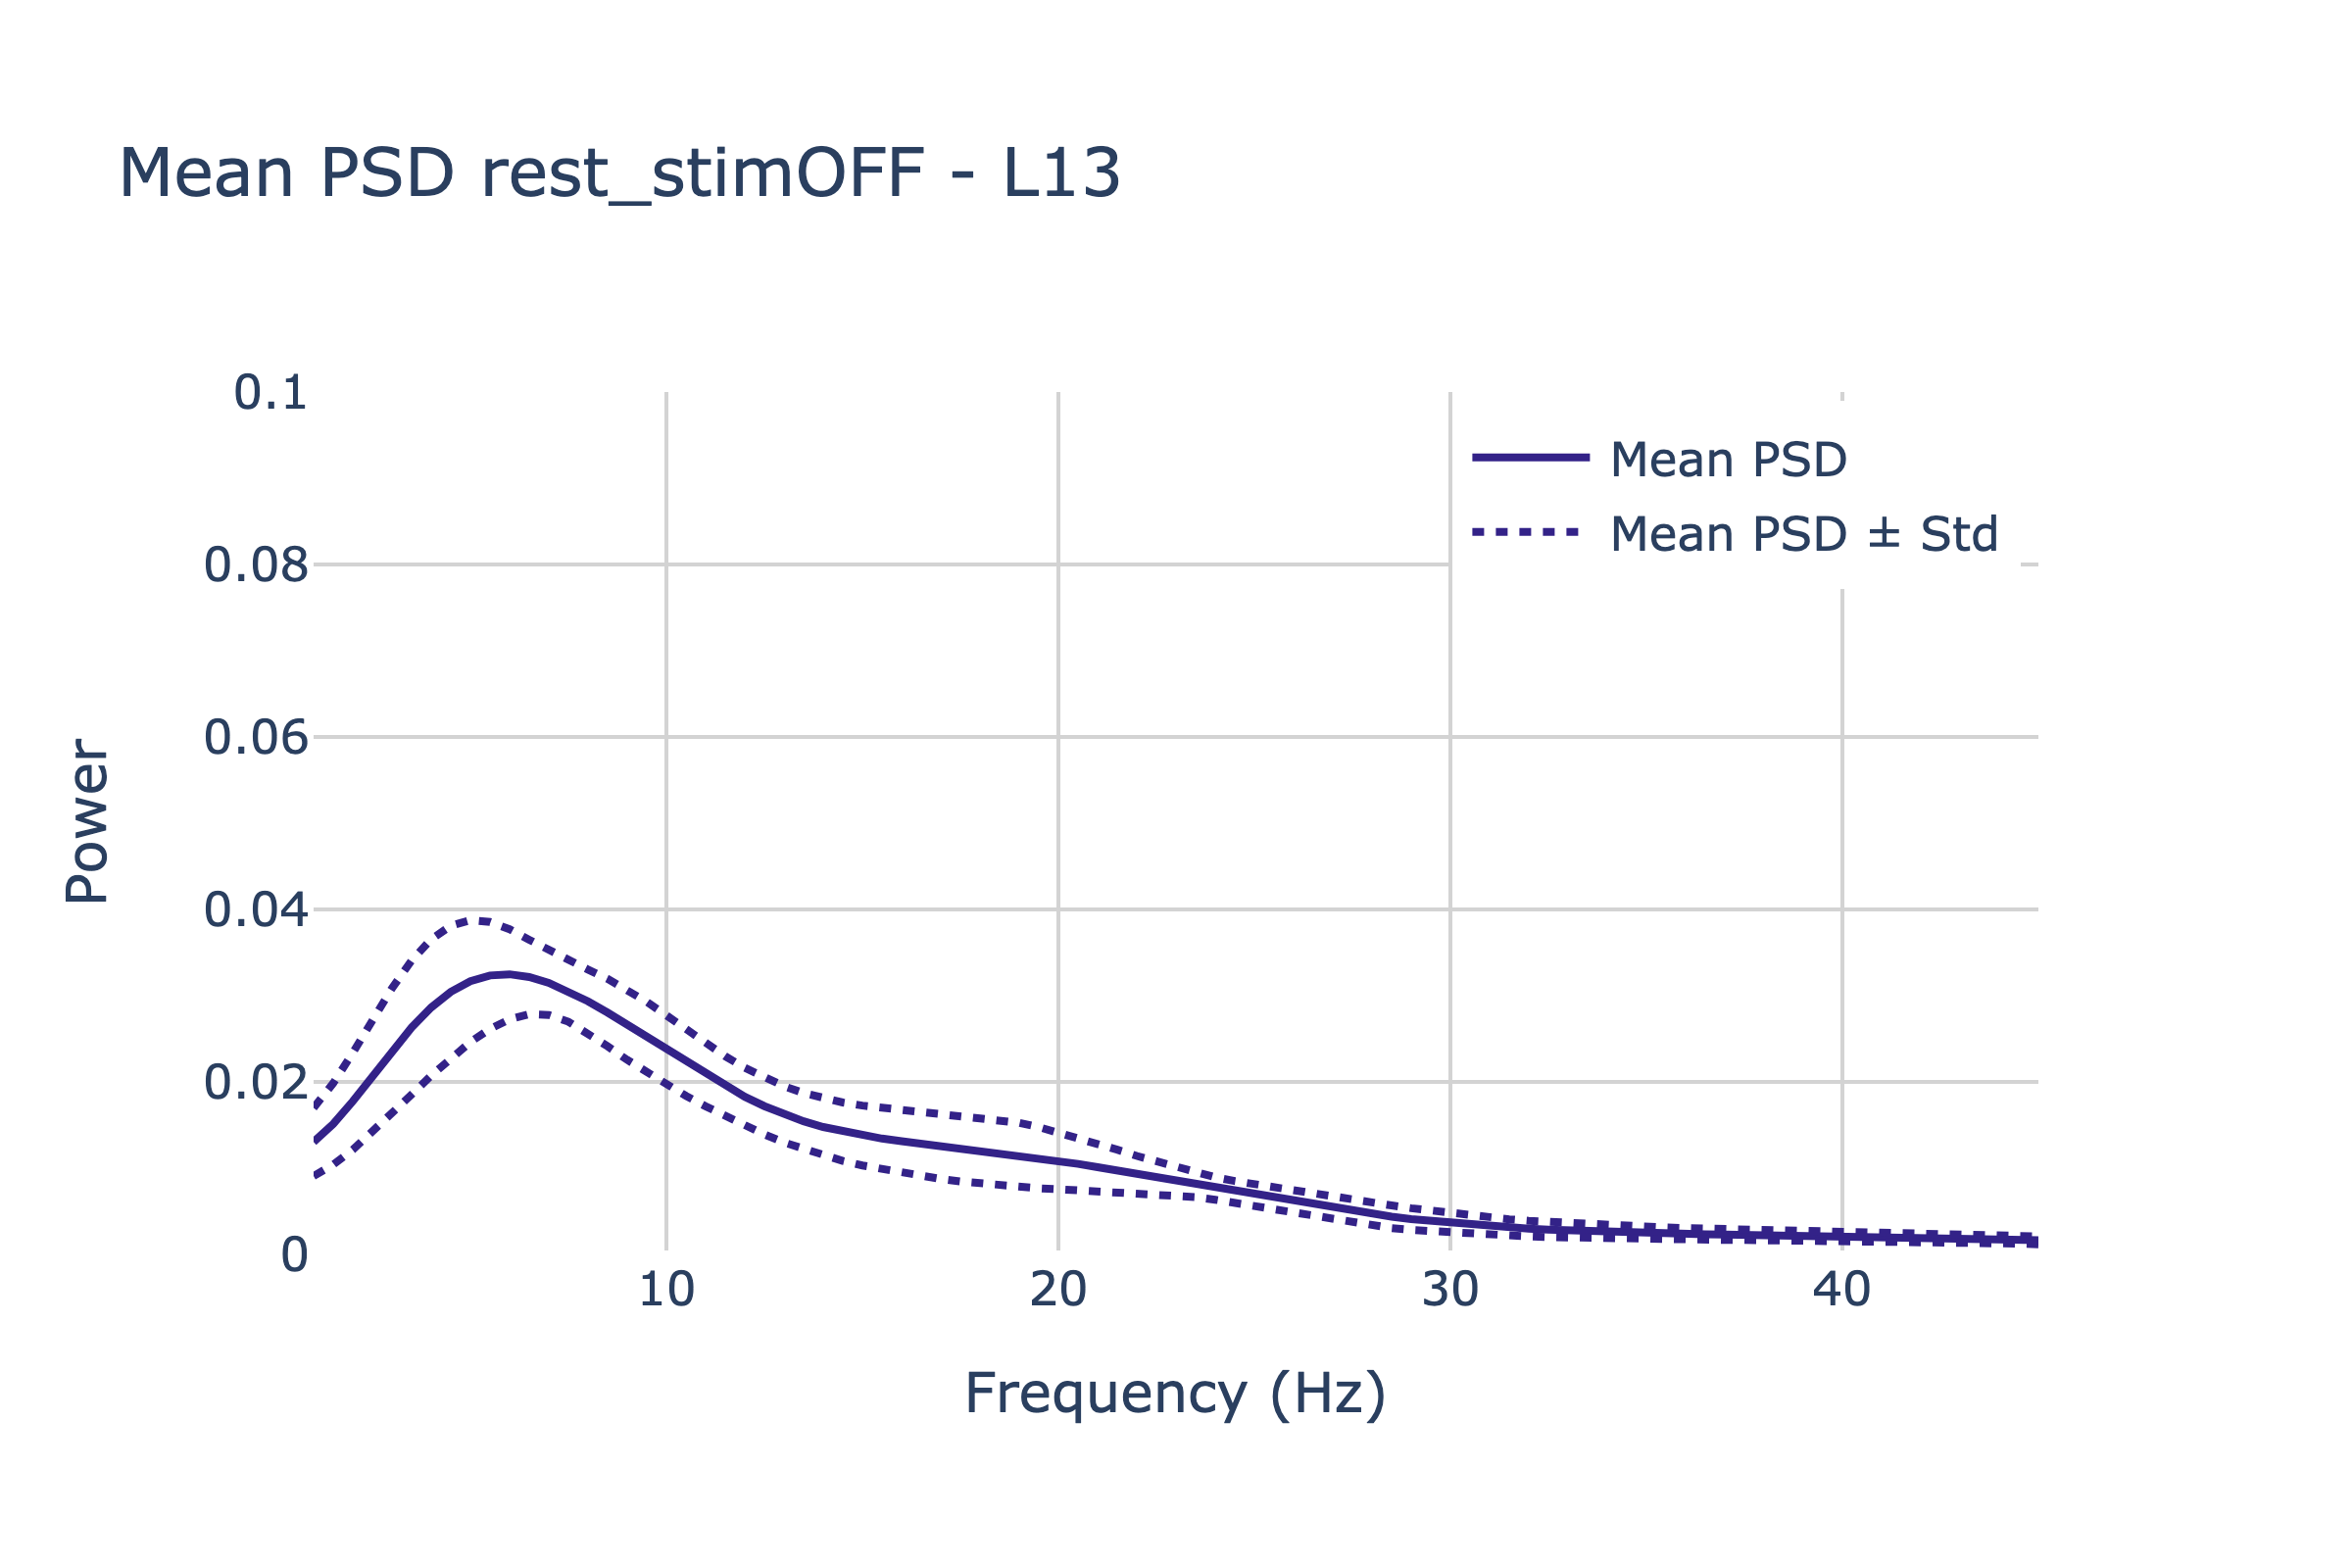 Mean PSD rest_stimOFF - L13
0.1
Mean PSD
Mean PSD ± Std
0.08
0.06
0.04
0.02
0
Power
10 20 30 40
Frequency (Hz)